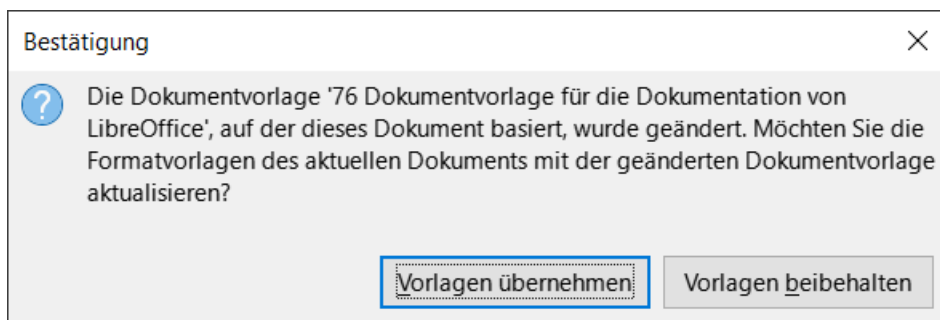 Bestätigung
Die Dokumentvorlage '76 Dokumentvorlage für die Dokumentation von
LibreOffice', auf der dieses Dokument basiert, wurde geändert. Möchten Sie die
Formatvorlagen des aktuellen Dokuments mit der geänderten Dokumentvorlage
aktualisieren?
Vorlagen übernehmen
Vorlagen beibehalten